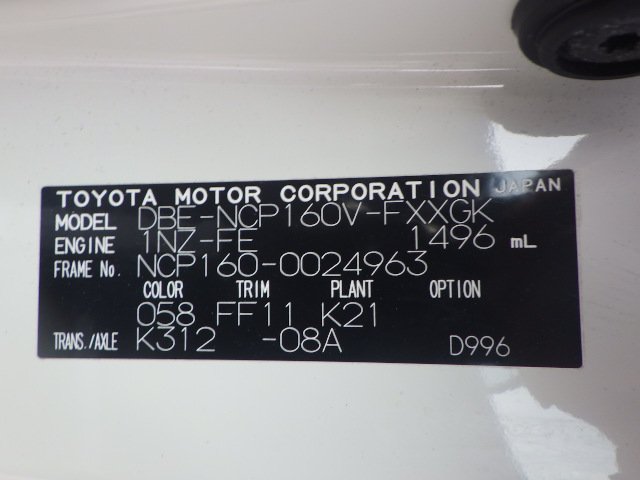 TOYOTA MOTOR CORPORATION JAPAN
MODEL DBE-NCP160V-FXXGK
ENGINE 1NZ-FE 1496 mL
FRAME No. NCP160-0024963
COLOR TRIM PLANT OPTION
058 FF11 K21
TRANS./AXLE K312 -08A D996